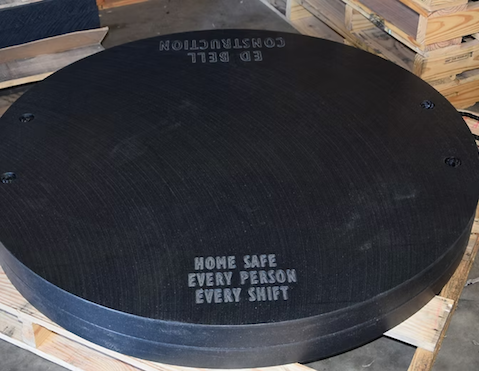 ED BELL
CONSTRUCTION
HOME SAFE
EVERY PERSON
EVERY SHIFT